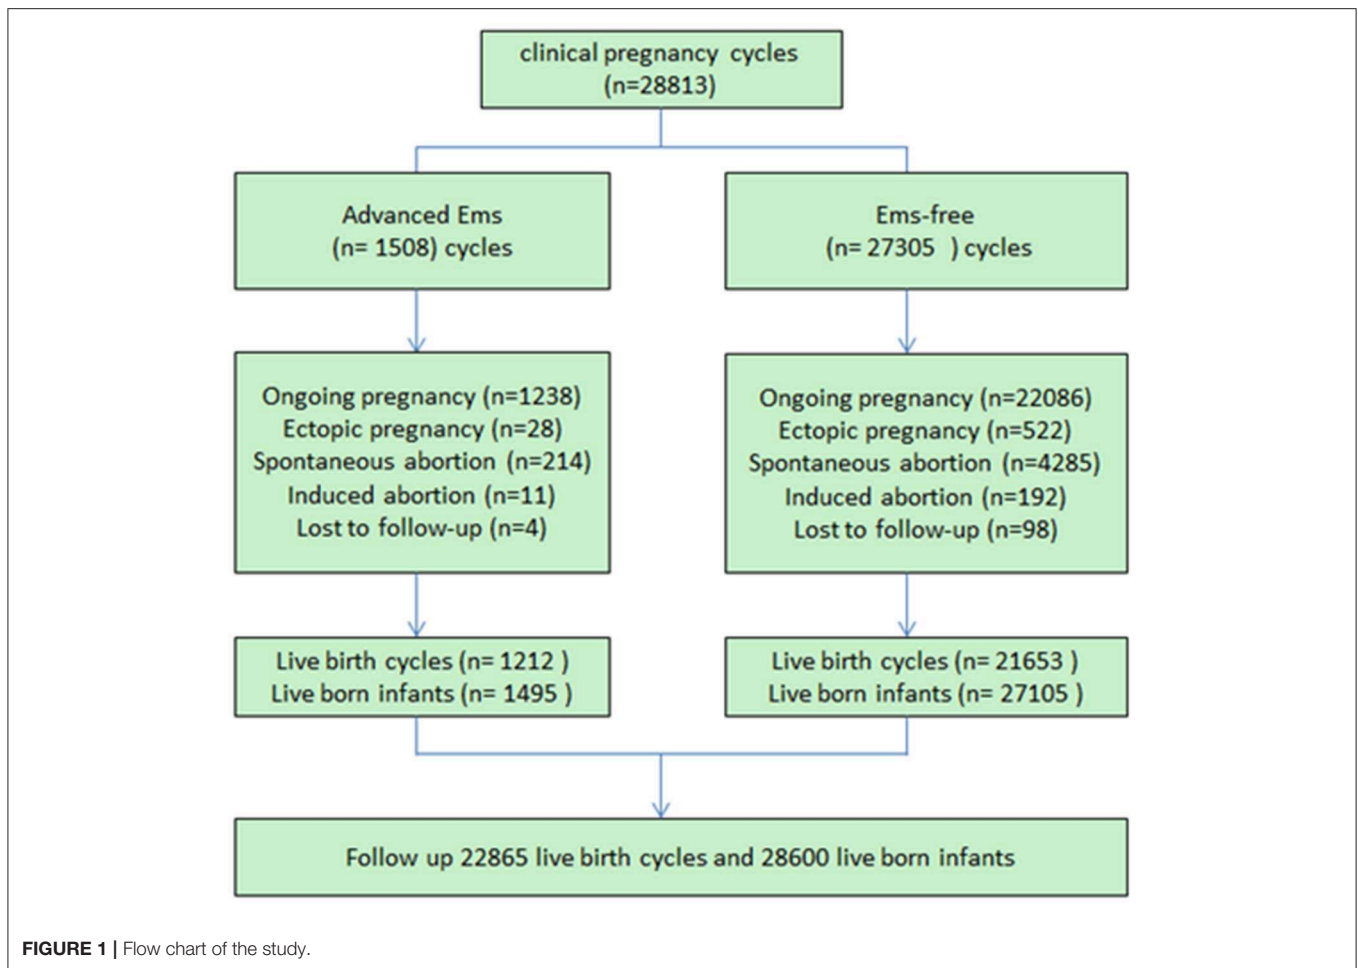 clinical pregnancy cycles
(n=28813)
Advanced Ems
(n= 1508) cycles
Ems-free
(n= 27305 ) cycles
Ongoing pregnancy (n=1238)
Ectopic pregnancy (n=28)
Spontaneous abortion (n=214)
Induced abortion (n=11)
Lost to follow-up (n=4)
Ongoing pregnancy (n=22086)
Ectopic pregnancy (n=522)
Spontaneous abortion (n=4285)
Induced abortion (n=192)
Lost to follow-up (n=98)
Live birth cycles (n= 1212 )
Live born infants (n= 1495 )
Live birth cycles (n= 21653 )
Live born infants (n= 27105 )
Follow up 22865 live birth cycles and 28600 live born infants
FIGURE 1 | Flow chart of the study.